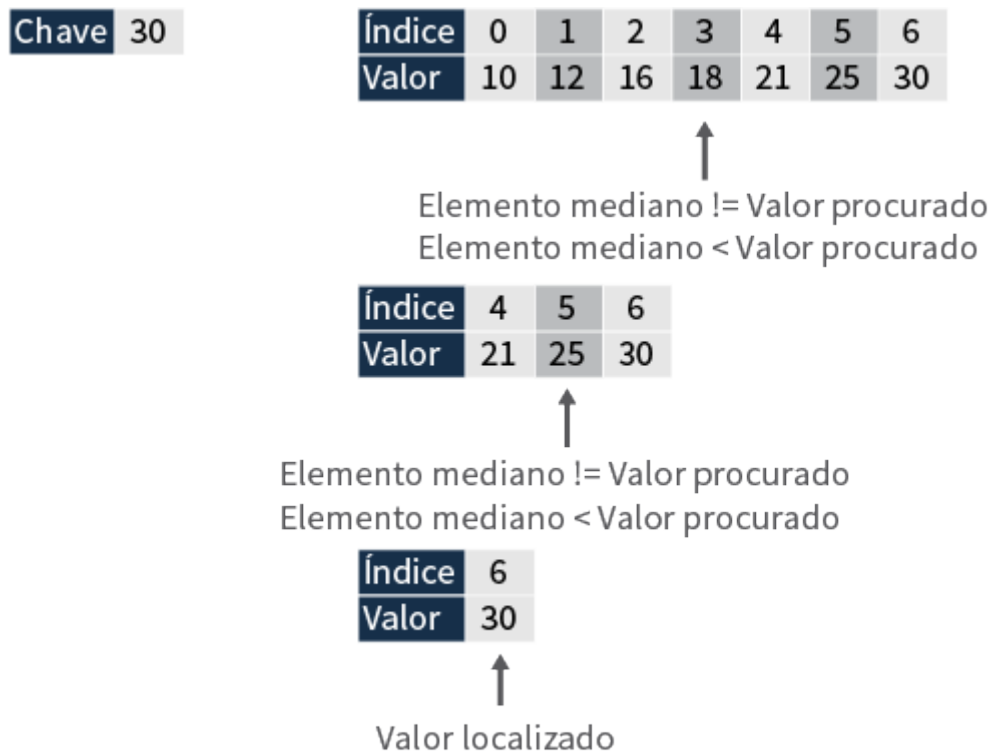 Chave 30
Índice 0 1 2 3 4 5 6
Valor 10 12 16 18 21 25 30
Elemento mediano != Valor procurado
Elemento mediano < Valor procurado
Índice 4 5 6
Valor 21 25 30
Elemento mediano != Valor procurado
Elemento mediano < Valor procurado
Índice 6
Valor 30
Valor localizado